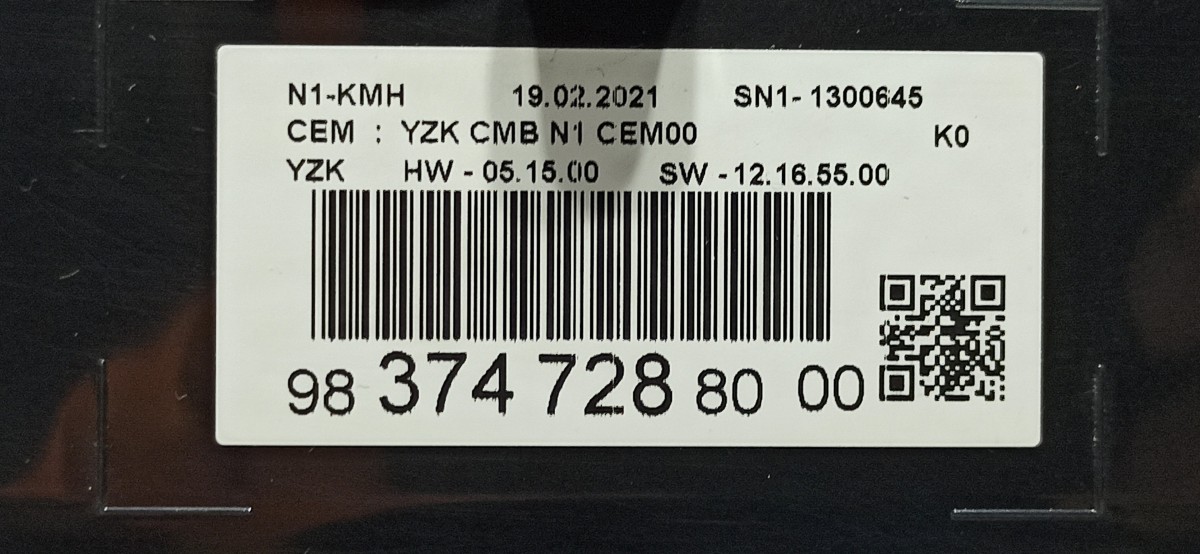 N1-KMH 19.02.2021 SN1-1300645
CEM : YZK CMB N1 CEM00 K0
YZK HW - 05.15.00 SW -12.16.55.00
98 374 728 80 00